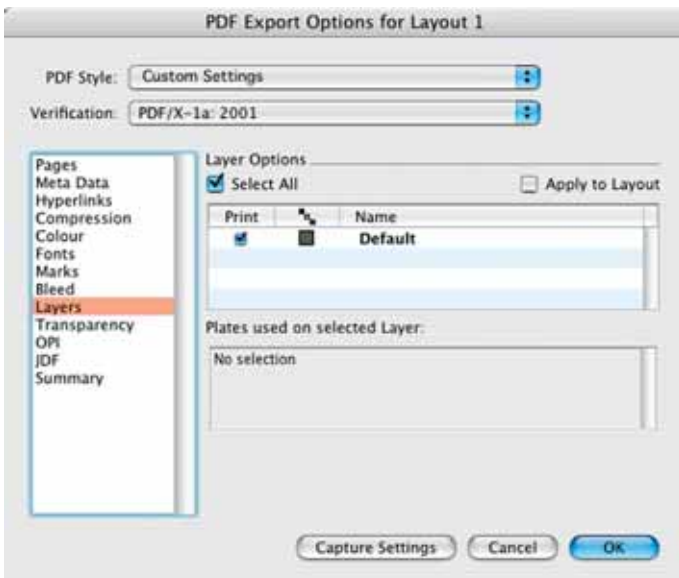 PDF Export Options for Layout 1
PDF Style: Custom Settings
Verification: PDF/X-1a: 2001
Pages
Meta Data
Hyperlinks
Compression
Colour
Fonts
Marks
Bleed
Layers
Transparency
OPI
JDF
Summary
Layer Options
Select All
Apply to Layout
Print Name
Default
Plates used on selected Layer:
No selection
Capture Settings Cancel OK